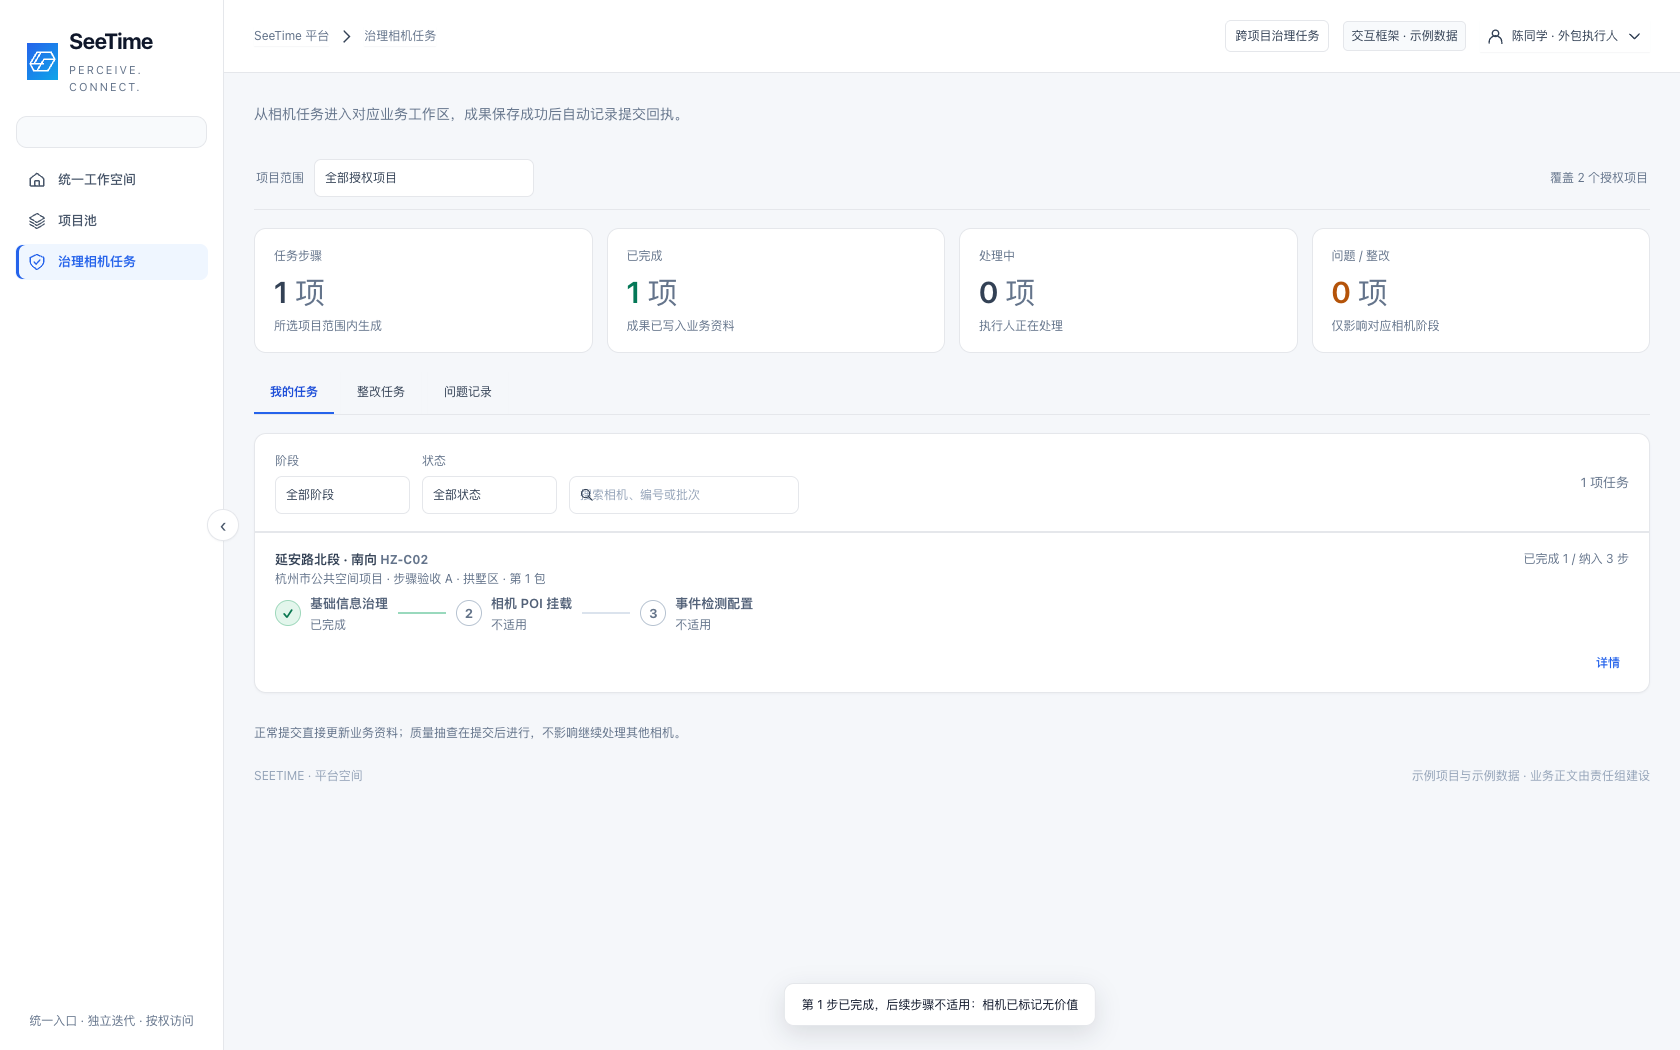 SeeTime
PERCEIVE.
CONNECT.
统一工作空间
项目池
治理相机任务
统一入口 · 独立迭代 · 按权访问
SeeTime 平台
治理相机任务
跨项目治理任务
交互框架 · 示例数据
陈同学 · 外包执行人
从相机任务进入对应业务工作区，成果保存成功后自动记录提交回执。
项目范围
全部授权项目
覆盖 2 个授权项目
任务步骤
1 项
所选项目范围内生成
已完成
1 项
成果已写入业务资料
处理中
0 项
执行人正在处理
问题 / 整改
0 项
仅影响对应相机阶段
我的任务
整改任务
问题记录
阶段
全部阶段
状态
全部状态
索相机、编号或批次
1 项任务
延安路北段 · 南向 HZ-C02
杭州市公共空间项目 · 步骤验收 A · 拱墅区 · 第 1 包
已完成 1 / 纳入 3 步
基础信息治理
已完成
2
相机 POI 挂载
不适用
3
事件检测配置
不适用
详情
正常提交直接更新业务资料；质量抽查在提交后进行，不影响继续处理其他相机。
SEETIME · 平台空间
示例项目与示例数据 · 业务正文由责任组建设
第 1 步已完成，后续步骤不适用：相机已标记无价值